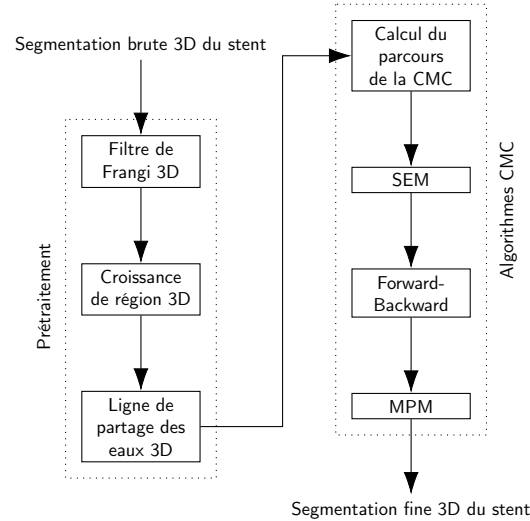 Segmentation brute 3D du stent
Prétraitement
Filtre de
Frangi 3D
Croissance
de région 3D
Ligne de
partage des
eaux 3D
Calcul du
parcours
de la CMC
SEM
Forward-
Backward
MPM
Algorithmes CMC
Segmentation fine 3D du stent